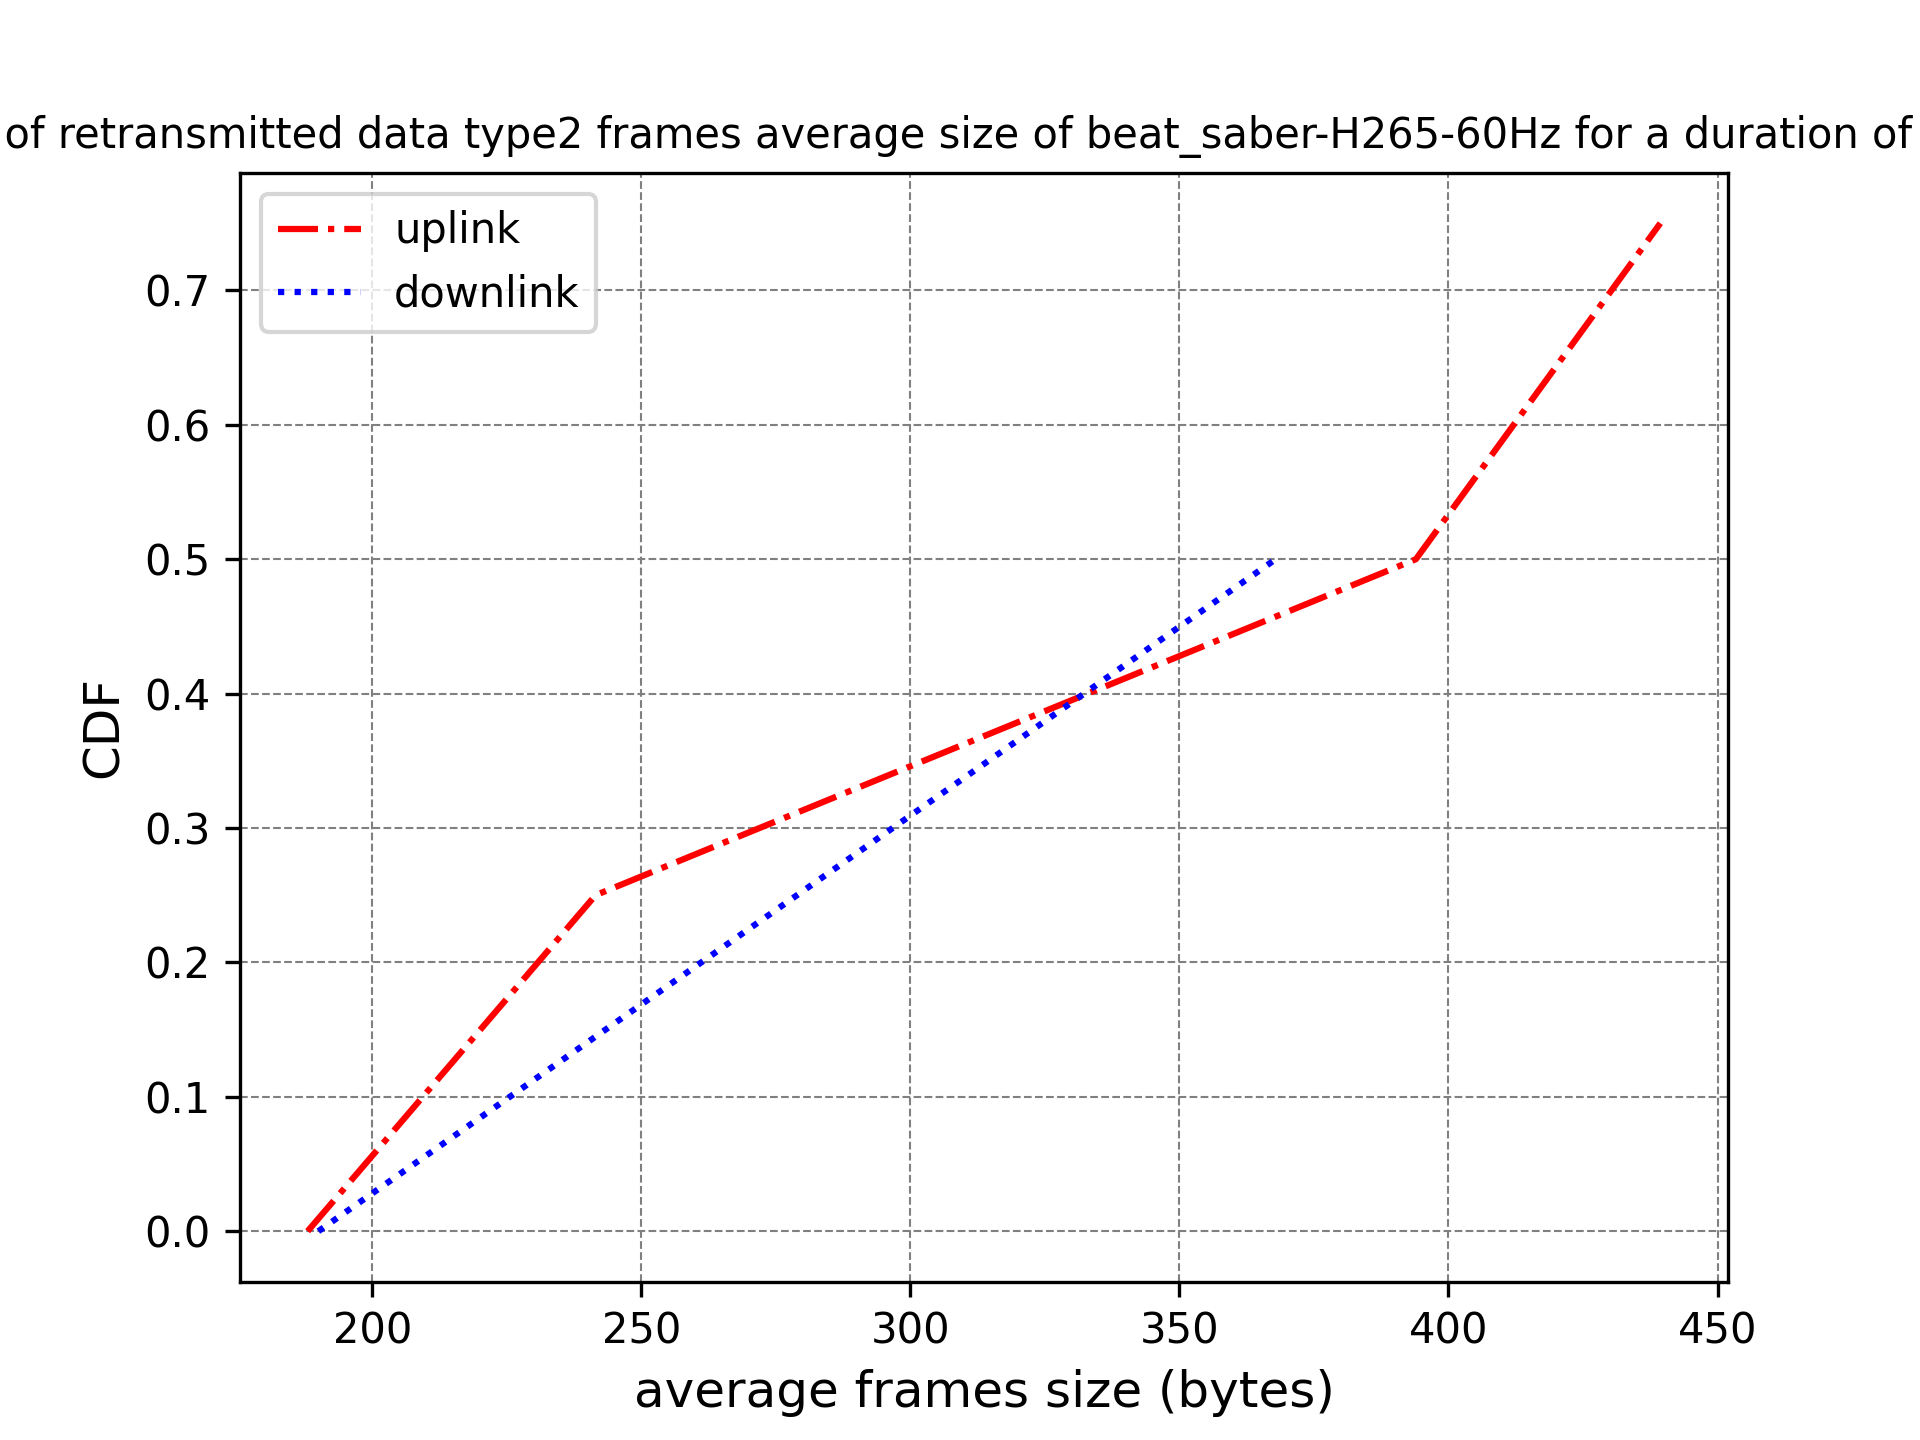 of retransmitted data type2 frames average size of beat_saber-H265-60Hz for a duration of
uplink
downlink
0.7
0.6
0.5
0.4
0.3
0.2
0.1
0.0
CDF
200 250 300 350 400 450
average frames size (bytes)